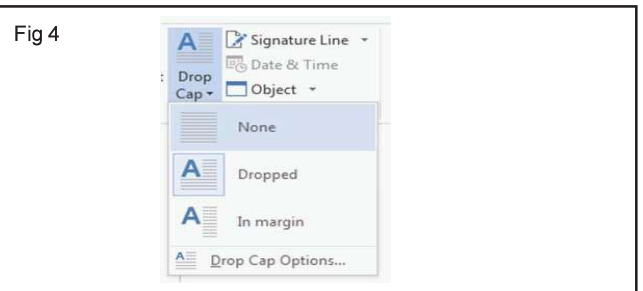 Fig 4
Signature Line
Date & Time
Drop
Cap
Object
None
Dropped
In margin
Drop Cap Options...